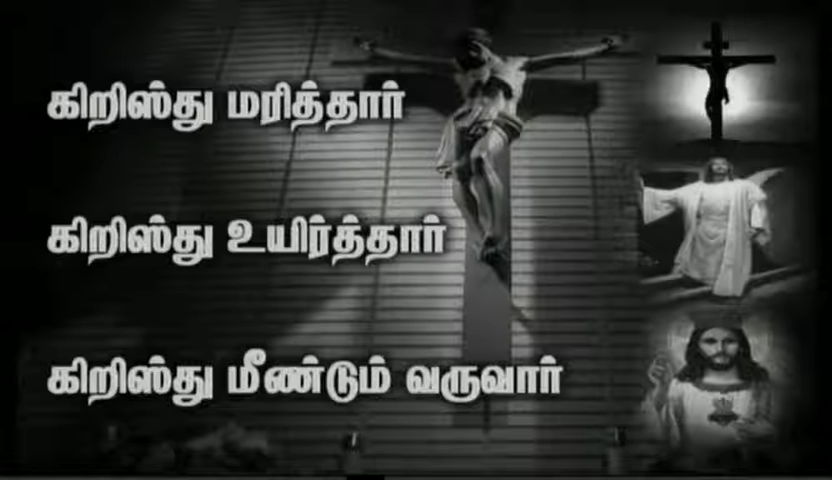 கிறிஸ்து மரித்தார்
கிறிஸ்து உயிர்த்தார்
கிறிஸ்து மீண்டும் வருவார்